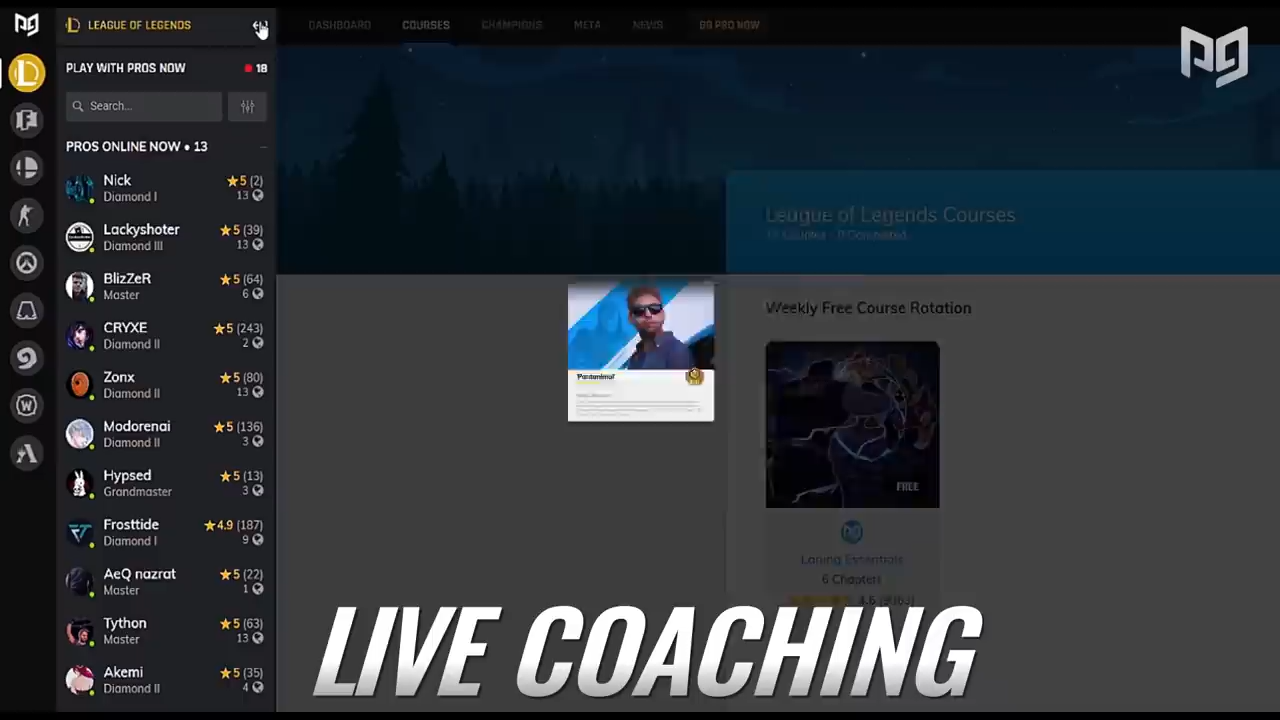 LEAGUE OF LEGENDS
DASHBOARD COURSES CHAMPIONS META NEWS PG PRO NOW
PLAY WITH PROS NOW 18
Search...
PROS ONLINE NOW • 13
Nick ★5 (2)
Diamond I 13
Lackyshoter ★5 (39)
Diamond III 13
BlizZeR ★5 (64)
Master 6
CRYXE ★5 (243)
Diamond II 2
Zonx ★5 (80)
Diamond II 13
Modorenai ★5 (136)
Diamond II 3
Hypsed ★5 (13)
Grandmaster 3
Frosttide ★4.9 (187)
Diamond I 9
AeQ nazrat ★5 (22)
Master 1
Tython ★5 (63)
Master 13
Akemi ★5 (35)
Diamond II 4
League of Legends Courses
Weekly Free Course Rotation
FREE
Laning Essentials
6 Chapters
LIVE COACHING